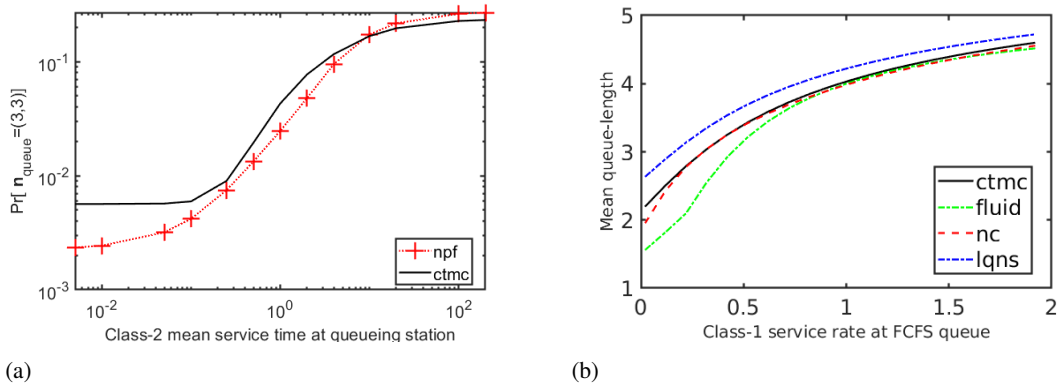 10^-1
10^-2
10^-3
Pr[ n_queue=(3,3)]
npf
ctmc
10^-2
10^0
10^2
Class-2 mean service time at queueing station
(a)
5
4
3
2
1
Mean queue-length
ctmc
fluid
nc
lqns
0
0.5
1
1.5
2
Class-1 service rate at FCFS queue
(b)